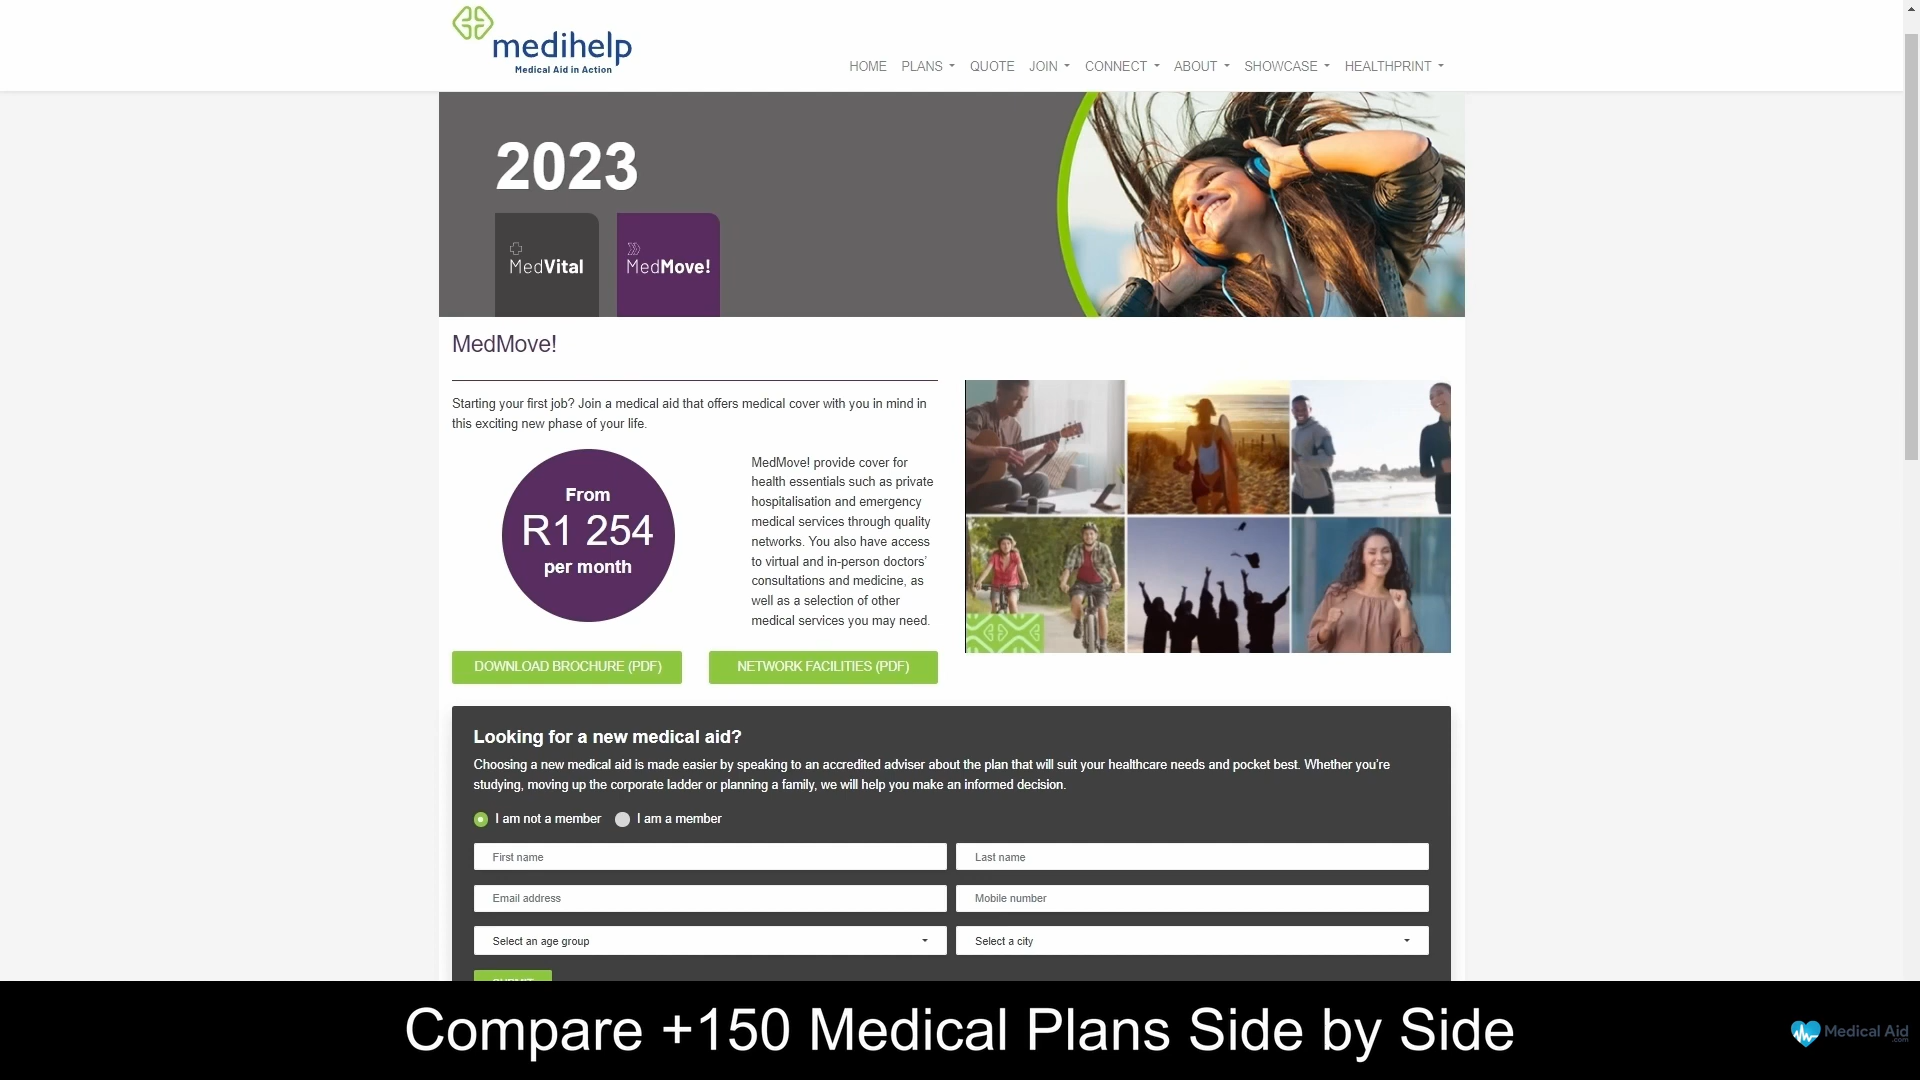 medihelp
Medical Aid in Action
HOME PLANS QUOTE JOIN CONNECT ABOUT SHOWCASE HEALTHPRINT
2023
MedVital
MedMove!
MedMove!
Starting your first job? Join a medical aid that offers medical cover with you in mind in
this exciting new phase of your life.
From
R1 254
per month
MedMove! provide cover for
health essentials such as private
hospitalisation and emergency
medical services through quality
networks. You also have access
to virtual and in-person doctors'
consultations and medicine, as
well as a selection of other
medical services you may need.
DOWNLOAD BROCHURE (PDF)
NETWORK FACILITIES (PDF)
Looking for a new medical aid?
Choosing a new medical aid is made easier by speaking to an accredited adviser about the plan that will suit your healthcare needs and pocket best. Whether you're
studying, moving up the corporate ladder or planning a family, we will help you make an informed decision.
I am not a member I am a member
First name
Last name
Email address
Mobile number
Select an age group
Select a city
Compare +150 Medical Plans Side by Side
Medical Aid
.com